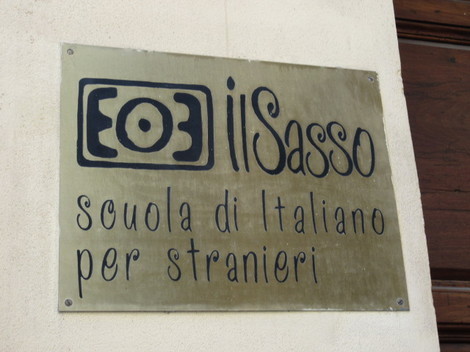 ilSasso
scuola di Italiano
per stranieri